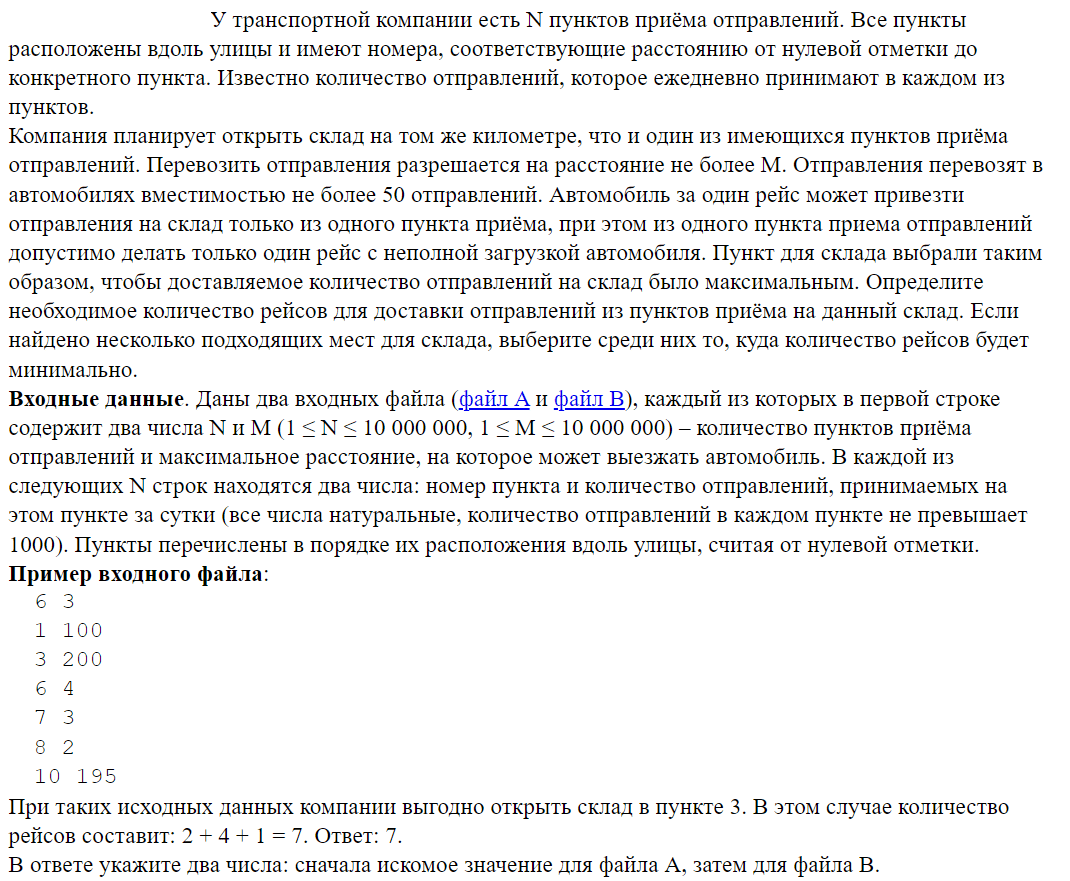 У транспортной компании есть N пунктов приёма отправлений. Все пункты
расположены вдоль улицы и имеют номера, соответствующие расстоянию от нулевой отметки до
конкретного пункта. Известно количество отправлений, которое ежедневно принимают в каждом из
пунктов.
Компания планирует открыть склад на том же километре, что и один из имеющихся пунктов приёма
отправлений. Перевозить отправления разрешается на расстояние не более M. Отправления перевозят в
автомобилях вместимостью не более 50 отправлений. Автомобиль за один рейс может привезти
отправления на склад только из одного пункта приёма, при этом из одного пункта приема отправлений
допустимо делать только один рейс с неполной загрузкой автомобиля. Пункт для склада выбрали таким
образом, чтобы доставляемое количество отправлений на склад было максимальным. Определите
необходимое количество рейсов для доставки отправлений из пунктов приёма на данный склад. Если
найдено несколько подходящих мест для склада, выберите среди них то, куда количество рейсов будет
минимально.
Входные данные. Даны два входных файла (файл A и файл B), каждый из которых в первой строке
содержит два числа N и M (1 ≤ N ≤ 10 000 000, 1 ≤ M ≤ 10 000 000) – количество пунктов приёма
отправлений и максимальное расстояние, на которое может выезжать автомобиль. В каждой из
следующих N строк находятся два числа: номер пункта и количество отправлений, принимаемых на
этом пункте за сутки (все числа натуральные, количество отправлений в каждом пункте не превышает
1000). Пункты перечислены в порядке их расположения вдоль улицы, считая от нулевой отметки.
Пример входного файла:
6 3
1 100
3 200
6 4
7 3
8 2
10 195
При таких исходных данных компании выгодно открыть склад в пункте 3. В этом случае количество
рейсов составит: 2 + 4 + 1 = 7. Ответ: 7.
В ответе укажите два числа: сначала искомое значение для файла А, затем для файла B.